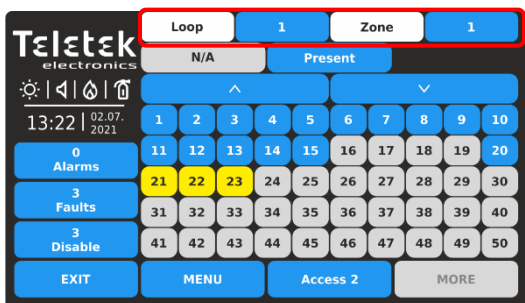 Teletek
electronics
Loop 1 Zone 1
N/A Present
13:22 02.07.
2021
1 2 3 4 5 6 7 8 9 10
0
Alarms
11 12 13 14 15 16 17 18 19 20
21 22 23 24 25 26 27 28 29 30
3
Faults
31 32 33 34 35 36 37 38 39 40
3
Disable
41 42 43 44 45 46 47 48 49 50
EXIT MENU Access 2 MORE